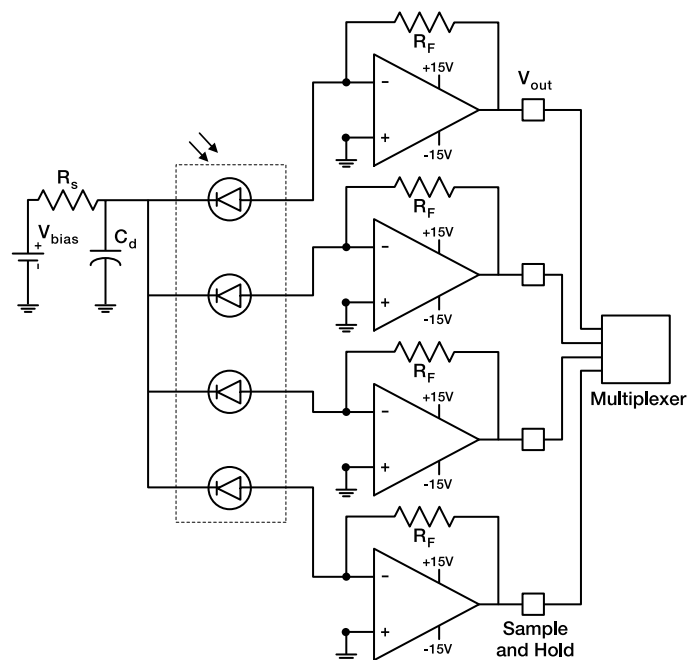 R_F
+15V
V_out
-
+
-15V
R_s
V_bias
+
-
C_d
R_F
+15V
-
+
-15V
R_F
+15V
-
+
-15V
Multiplexer
R_F
+15V
-
+
-15V
Sample
and Hold